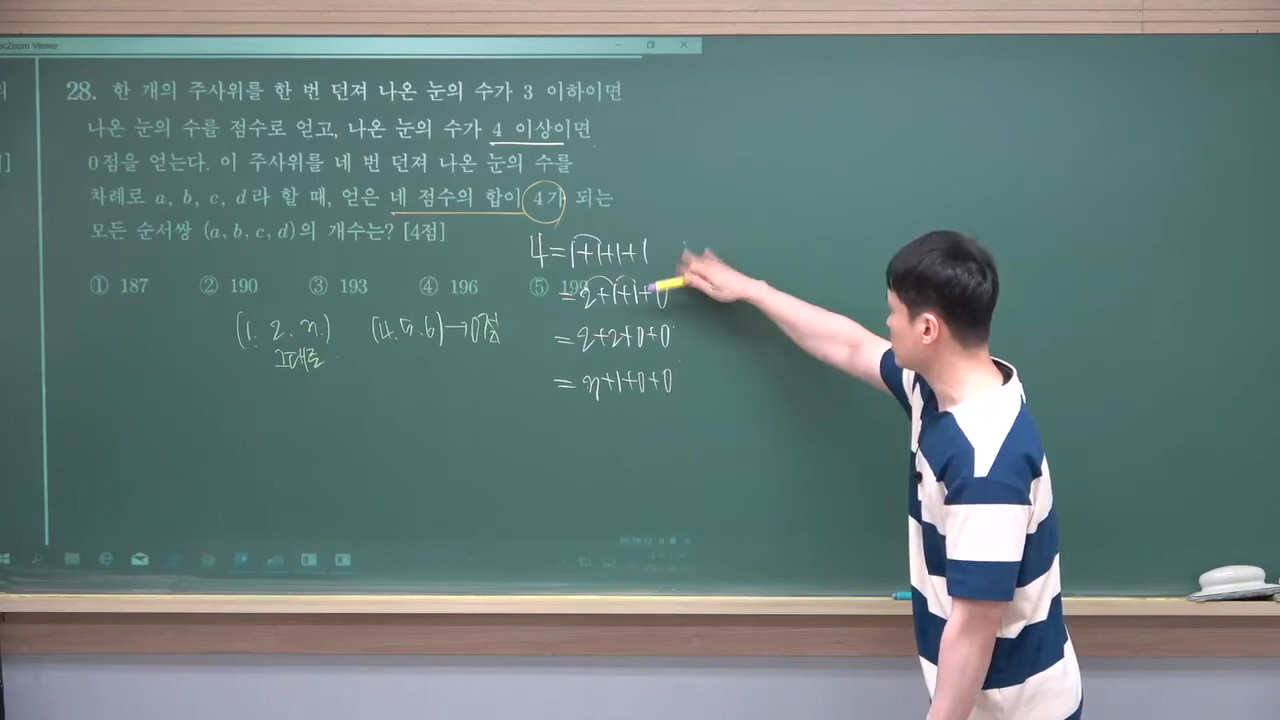 ocZoom Viewer
28. 한 개의 주사위를 한 번 던져 나온 눈의 수가 3 이하이면
나온 눈의 수를 점수로 얻고, 나온 눈의 수가 4 이상이면
0점을 얻는다. 이 주사위를 네 번 던져 나온 눈의 수를
차례로 a, b, c, d라 할 때, 얻은 네 점수의 합이 4가 되는
모든 순서쌍 (a, b, c, d)의 개수는? [4점]
① 187 ② 190 ③ 193 ④ 196 ⑤ 199
(1, 2, 3.) (4, 5, 6)→0점
그대로
4=1+1+1+1
=2+1+1+0
=2+2+0+0
=3+1+0+0